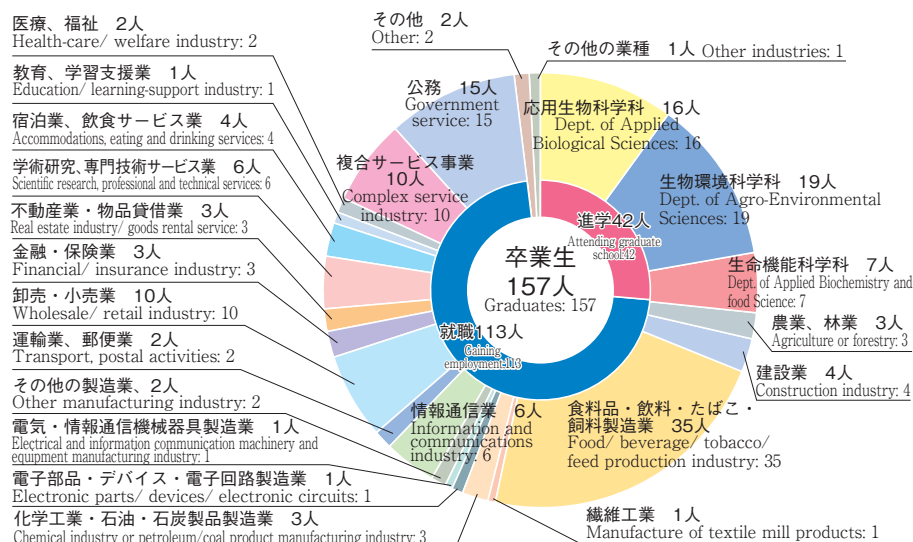 医療、福祉 2人
Health-care/ welfare industry: 2
教育、学習支援業 1人
Education/ learning-support industry: 1
宿泊業、飲食サービス業 4人
Accommodations, eating and drinking services: 4
学術研究、専門技術サービス業 6人
Scientific research, professional and technical services: 6
不動産業・物品貸借業 3人
Real estate industry/ goods rental service: 3
金融・保険業 3人
Financial/ insurance industry: 3
卸売・小売業 10人
Wholesale/ retail industry: 10
運輸業、郵便業 2人
Transport, postal activities: 2
その他の製造業、2人
Other manufacturing industry: 2
電気・情報通信機械器具製造業 1人
Electrical and information communication machinery and
equipment manufacturing industry: 1
電子部品・デバイス・電子回路製造業 1人
Electronic parts/ devices/ electronic circuits: 1
化学工業・石油・石炭製品製造業 3人
Chemical industry or petroleum/coal product manufacturing industry: 3
その他 2人
Other: 2
その他の業種 1人 Other industries: 1
公務 15人
Government
service: 15
複合サービス事業
10人
Complex service
industry: 10
応用生物科学科 16人
Dept. of Applied
Biological Sciences: 16
生物環境科学科 19人
Dept. of Agro-Environmental
Sciences: 19
生命機能科学科 7人
Dept. of Applied Biochemistry and
food Science: 7
農業、林業 3人
Agriculture or forestry: 3
建設業 4人
Construction industry: 4
進学42人
Attending graduate
school:42
卒業生
157人
Graduates: 157
就職113人
Gaining
employment:113
情報通信業 6人
Information and
communications
industry: 6
食料品・飲料・たばこ・
飼料製造業 35人
Food/ beverage/ tobacco/
feed production industry: 35
繊維工業 1人
Manufacture of textile mill products: 1